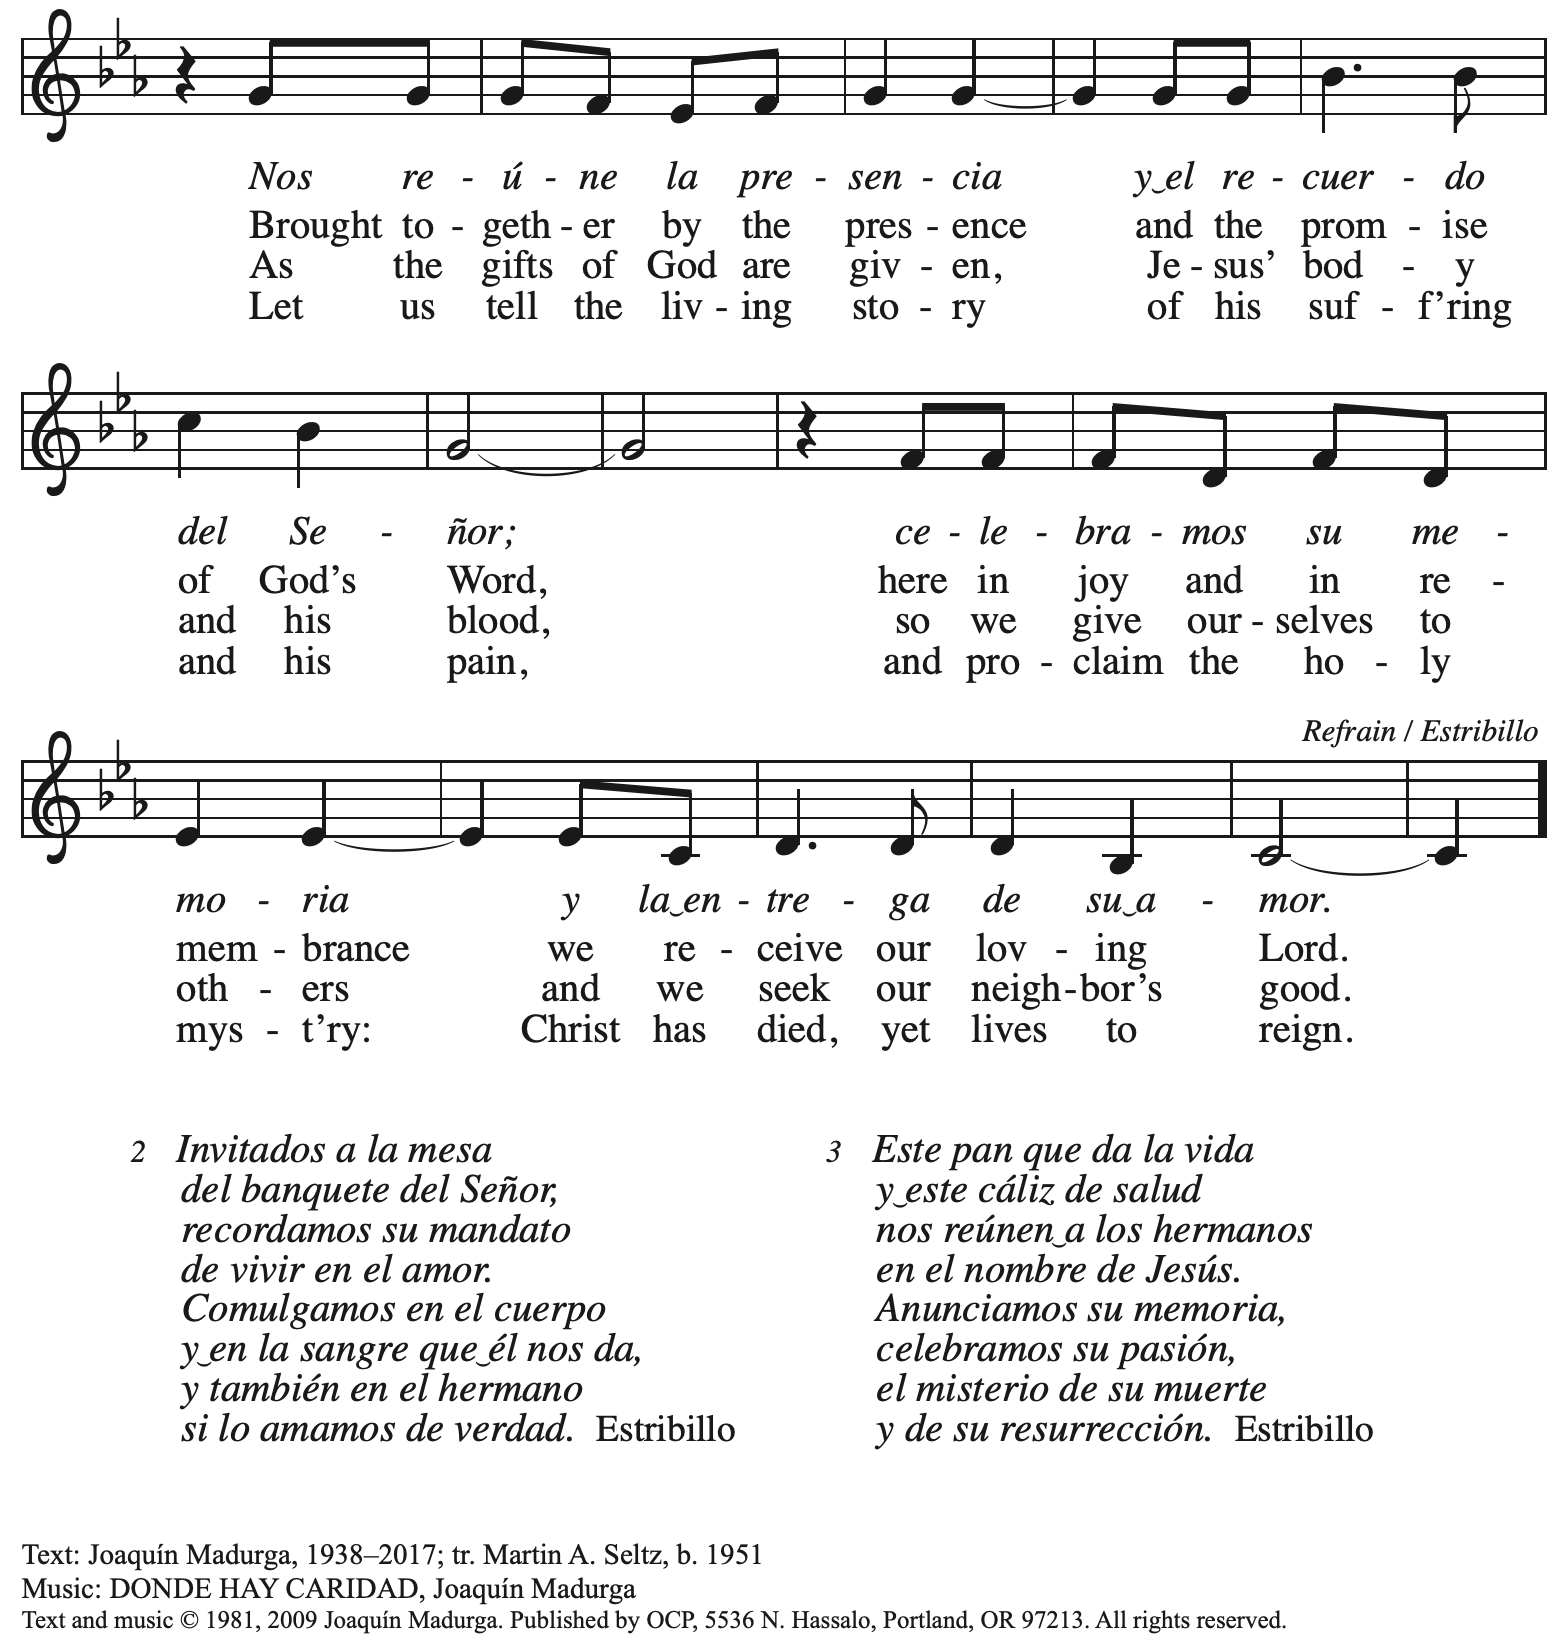 Nos re - ú - ne la pre - sen - cia y‿el re - cuer - do
Brought to - geth - er by the pres - ence and the prom - ise
As the gifts of God are giv - en, Je - sus’ bod - y
Let us tell the liv - ing sto - ry of his suf - f’ring
del Se - ñor; ce - le - bra - mos su me -
of God’s Word, here in joy and in re -
and his blood, so we give our - selves to
and his pain, and pro - claim the ho - ly
Refrain / Estribillo
mo - ria y la‿en - tre - ga de su‿a - mor.
mem - brance we re - ceive our lov - ing Lord.
oth - ers and we seek our neigh - bor’s good.
mys - t’ry: Christ has died, yet lives to reign.
2 Invitados a la mesa
del banquete del Señor,
recordamos su mandato
de vivir en el amor.
Comulgamos en el cuerpo
y‿en la sangre que‿él nos da,
y también en el hermano
si lo amamos de verdad. Estribillo
3 Este pan que da la vida
y‿este cáliz de salud
nos reúnen‿a los hermanos
en el nombre de Jesús.
Anunciamos su memoria,
celebramos su pasión,
el misterio de su muerte
y de su resurrección. Estribillo
Text: Joaquín Madurga, 1938–2017; tr. Martin A. Seltz, b. 1951
Music: DONDE HAY CARIDAD, Joaquín Madurga
Text and music © 1981, 2009 Joaquín Madurga. Published by OCP, 5536 N. Hassalo, Portland, OR 97213. All rights reserved.